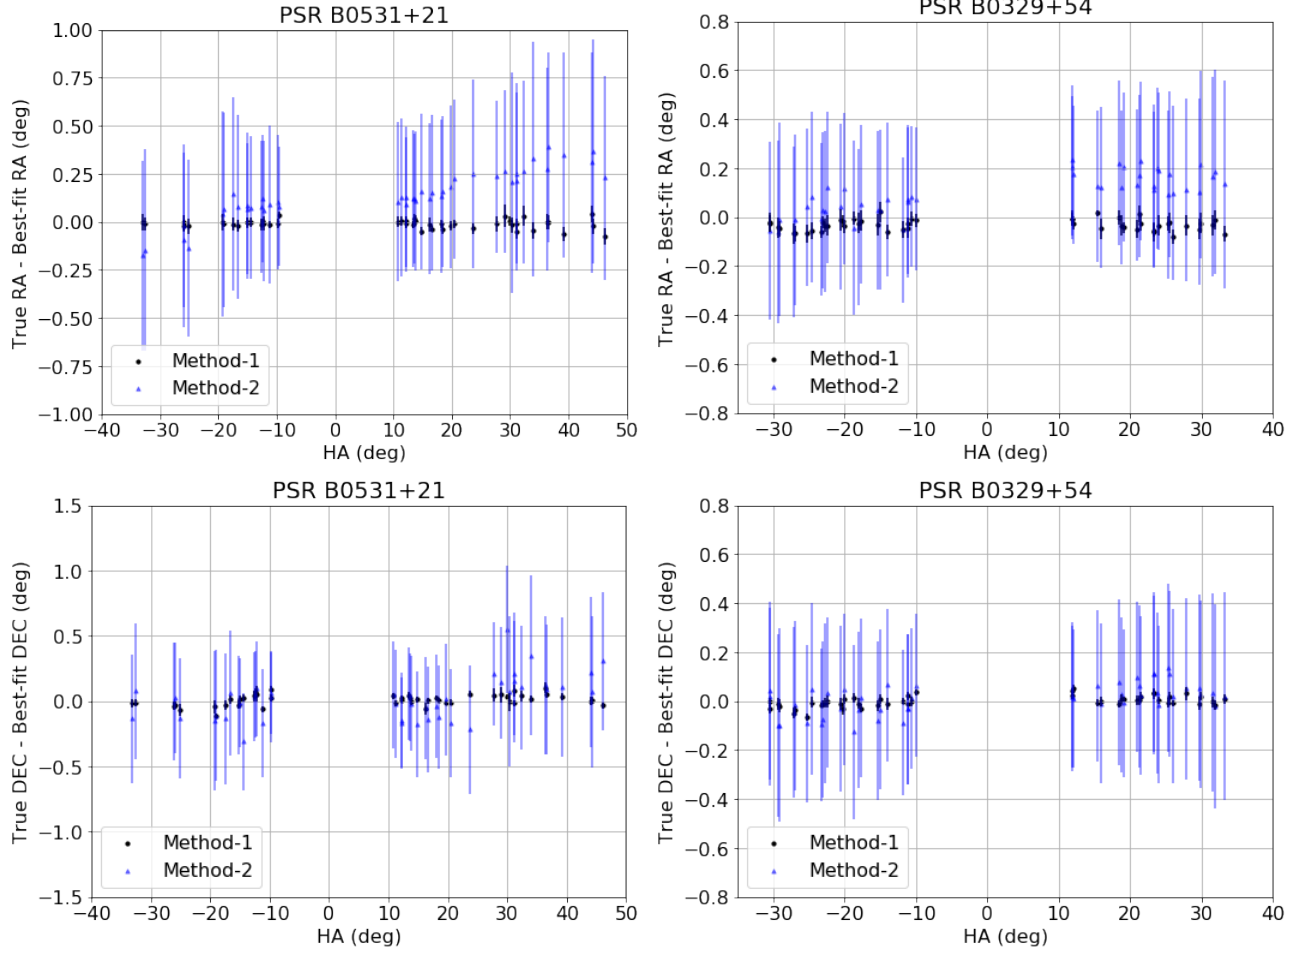 PSR B0531+21
True RA - Best-fit RA (deg)
1.00
0.75
0.50
0.25
0.00
−0.25
−0.50
−0.75
−1.00
Method-1
Method-2
−40 −30 −20 −10 0 10 20 30 40 50
HA (deg)
PSR B0329+54
True RA - Best-fit RA (deg)
0.8
0.6
0.4
0.2
0.0
−0.2
−0.4
−0.6
−0.8
Method-1
Method-2
−30 −20 −10 0 10 20 30 40
HA (deg)
PSR B0531+21
True DEC - Best-fit DEC (deg)
1.5
1.0
0.5
0.0
−0.5
−1.0
−1.5
Method-1
Method-2
−40 −30 −20 −10 0 10 20 30 40 50
HA (deg)
PSR B0329+54
True DEC - Best-fit DEC (deg)
0.8
0.6
0.4
0.2
0.0
−0.2
−0.4
−0.6
−0.8
Method-1
Method-2
−30 −20 −10 0 10 20 30 40
HA (deg)